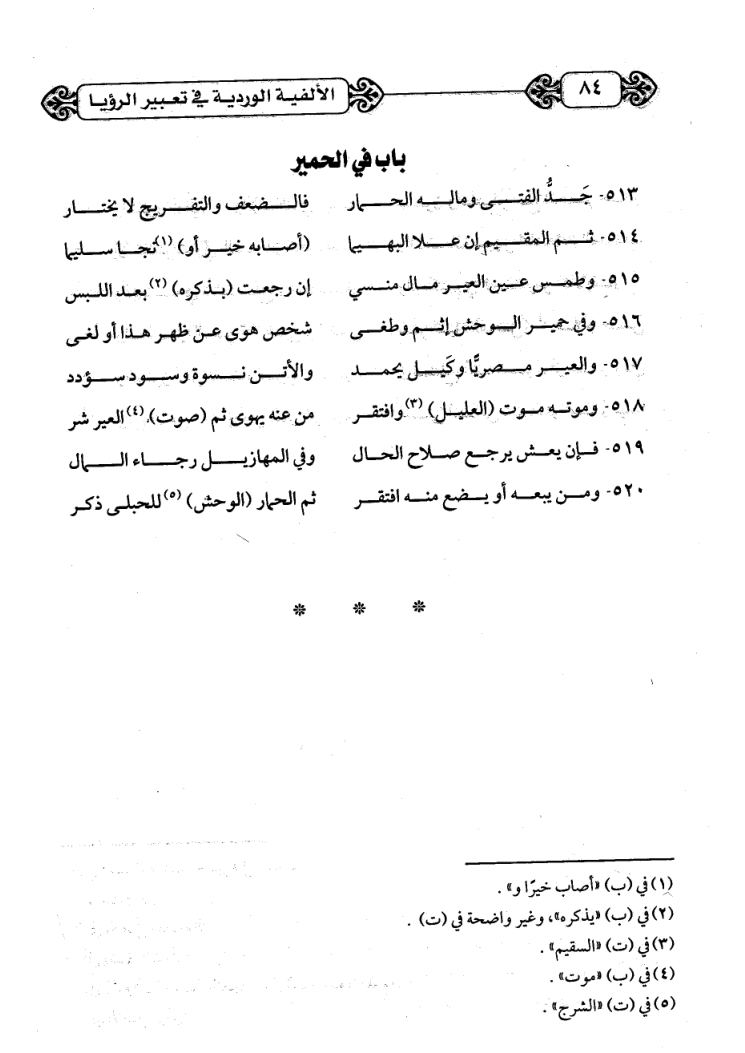 الألفية الوردية في تعبير الرؤيا
٨٤
باب في الحمير
٥١٣- جَدُّ الفتى وماله الحمار فالضعف والتفريج لا يختار
٥١٤- ثم المقيم إن علا البهيما (أصابه خير أو) (١) نجا سليما
٥١٥- وطمس عين العير مال منسي إن رجعت (بذكره) (٢) بعد اللبس
٥١٦- وفي حمير الوحش إثم وطغى شخص هوى عن ظهر هذا أو لغى
٥١٧- والعير مصريًّا وكَيل يحمد والأتن نسوة وسود سؤدد
٥١٨- وموته موت (العليل) (٣) وافتقر من عنه يهوى ثم (صوت) (٤) العير شر
٥١٩- فإن يعش يرجع صلاح الحال وفي المهازيل رجاء المال
٥٢٠- ومن يبعه أو يضع منه افتقر ثم الحمار (الوحش) (٥) للحبلى ذكر
* * *
(١) في (ب) «أصاب خيرًا و» .
(٢) في (ب) «يذكره»، وغير واضحة في (ت) .
(٣) في (ت) «السقيم» .
(٤) في (ب) «موت» .
(٥) في (ت) «الشرج» .